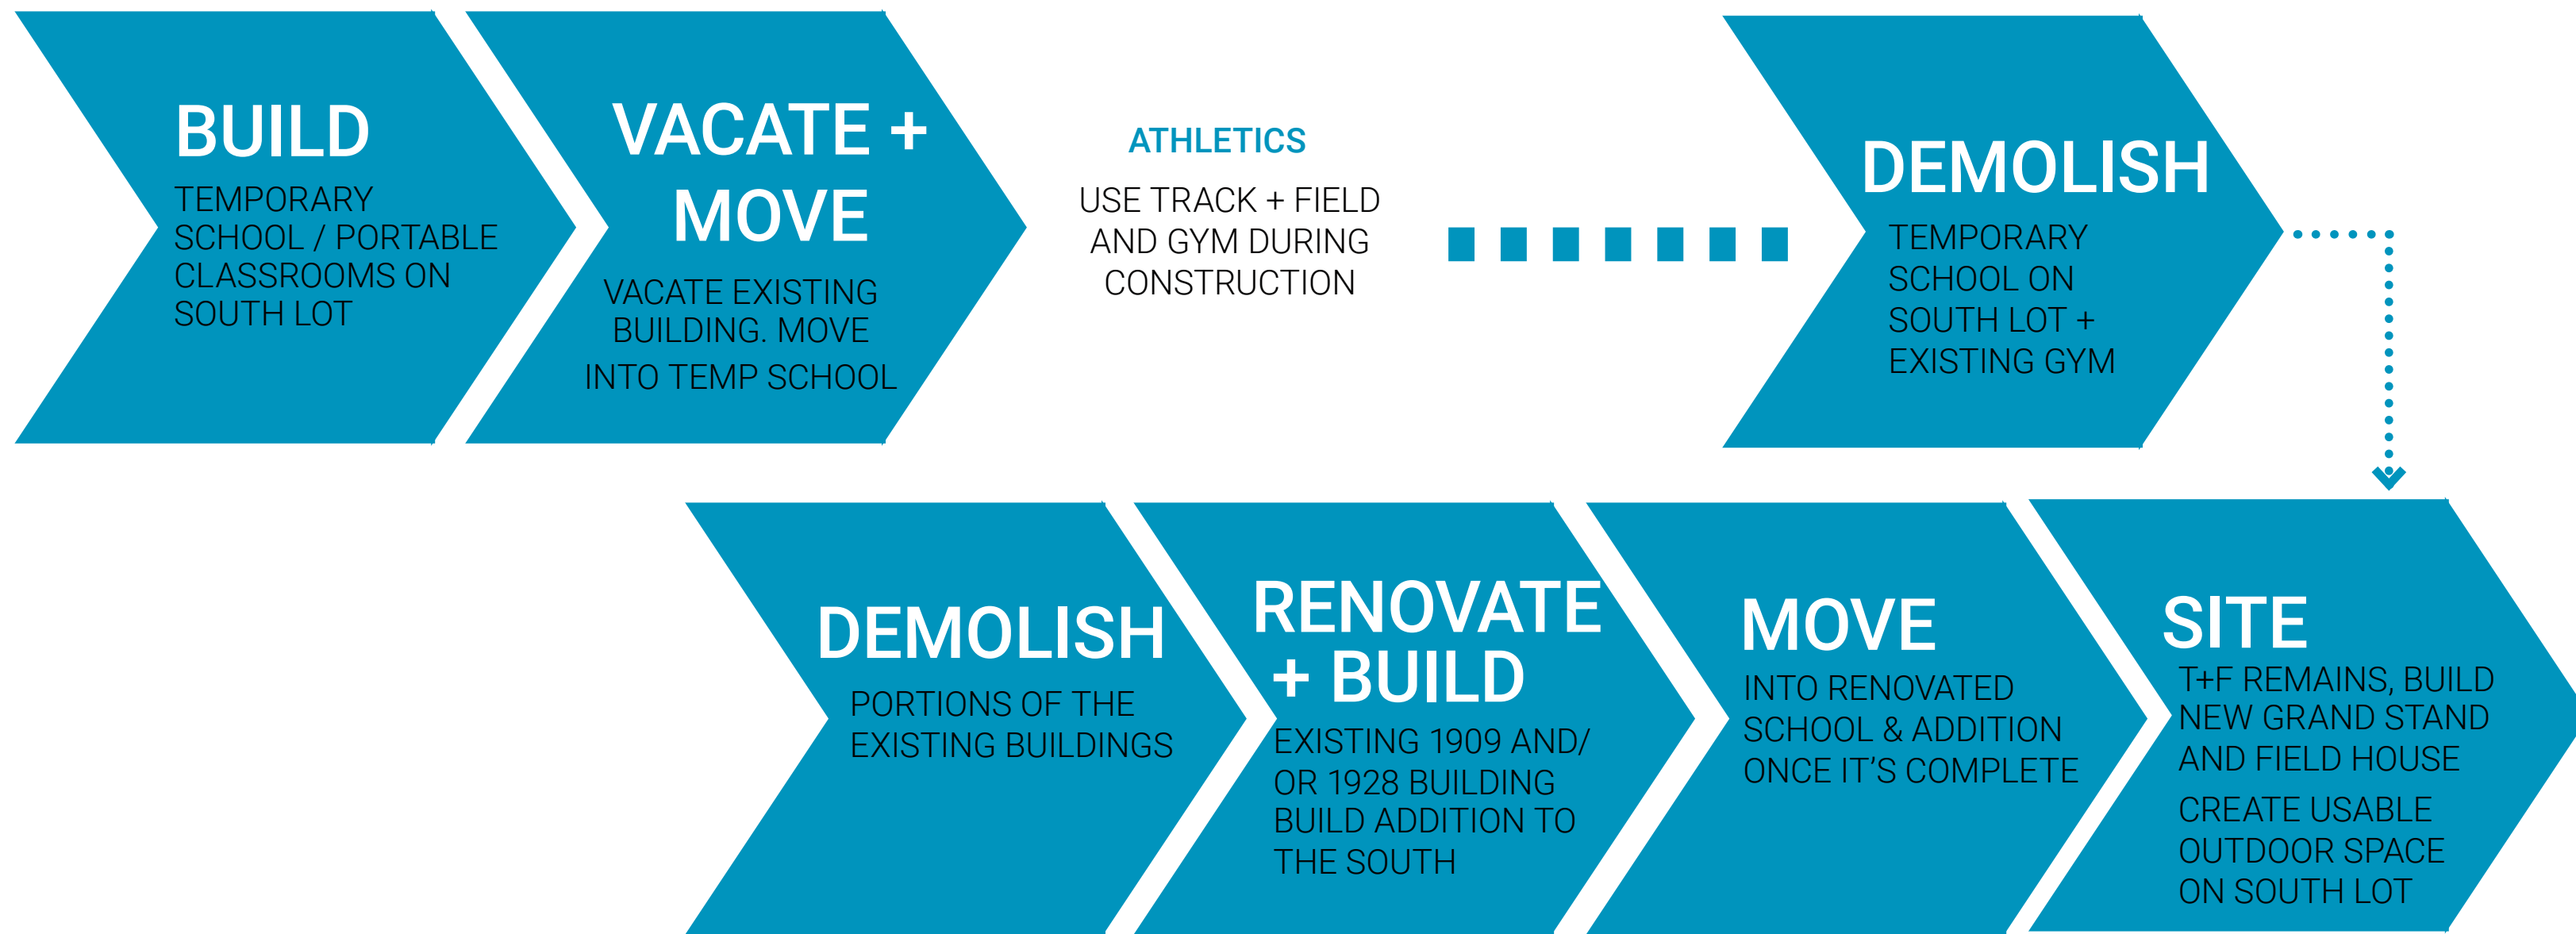 BUILD
TEMPORARY
SCHOOL / PORTABLE
CLASSROOMS ON
SOUTH LOT
VACATE +
MOVE
VACATE EXISTING
BUILDING. MOVE
INTO TEMP SCHOOL
ATHLETICS
USE TRACK + FIELD
AND GYM DURING
CONSTRUCTION
DEMOLISH
TEMPORARY
SCHOOL ON
SOUTH LOT +
EXISTING GYM
DEMOLISH
PORTIONS OF THE
EXISTING BUILDINGS
RENOVATE
+ BUILD
EXISTING 1909 AND/
OR 1928 BUILDING
BUILD ADDITION TO
THE SOUTH
MOVE
INTO RENOVATED
SCHOOL & ADDITION
ONCE IT’S COMPLETE
SITE
T+F REMAINS, BUILD
NEW GRAND STAND
AND FIELD HOUSE
CREATE USABLE
OUTDOOR SPACE
ON SOUTH LOT